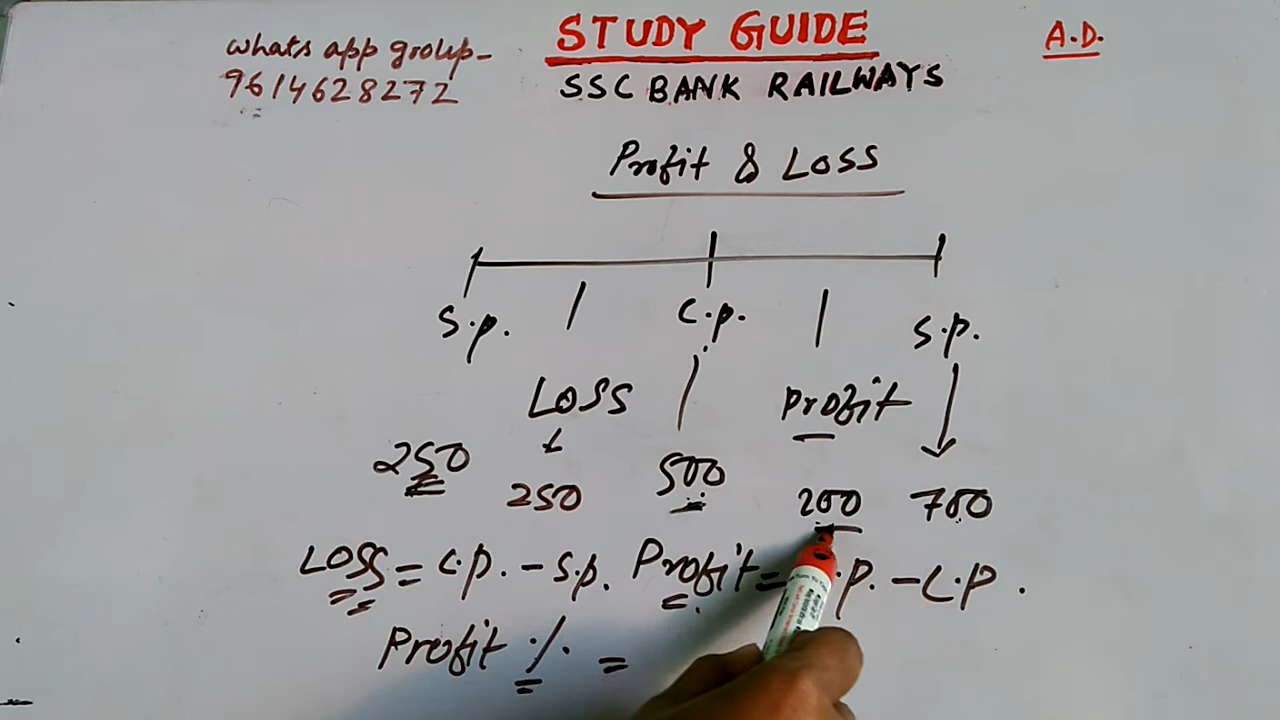 whats app group-
9614628272
STUDY GUIDE
A.D.
SSC BANK RAILWAYS
Profit & Loss
S.p. C.p. S.p.
Loss Profit
250 250 500 200 700
Loss = C.p. - S.p. Profit = .p. - C.p.
Profit % =